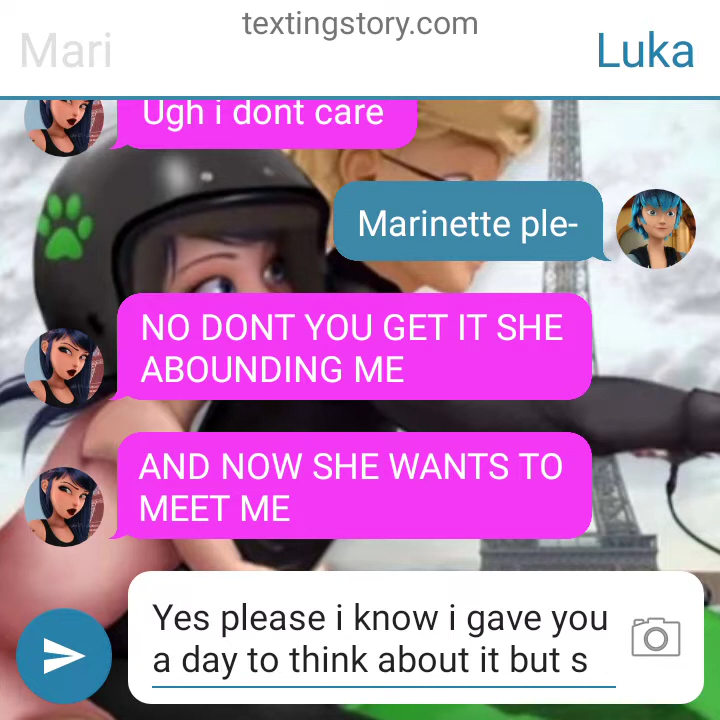 textingstory.com
Mari
Luka
Ugh i dont care
Marinette ple-
NO DONT YOU GET IT SHE
ABOUNDING ME
AND NOW SHE WANTS TO
MEET ME
Yes please i know i gave you
a day to think about it but s